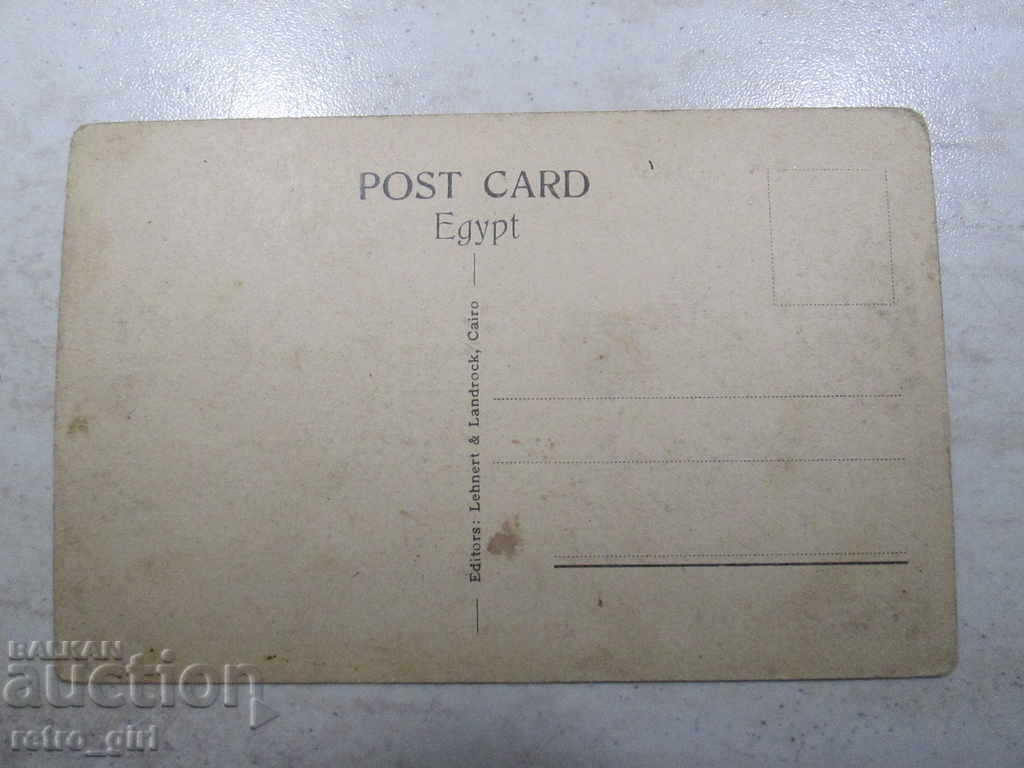 POST CARD
Egypt
Editors: Lehnert & Landrock, Cairo
BALKAN
auction
retro_girl